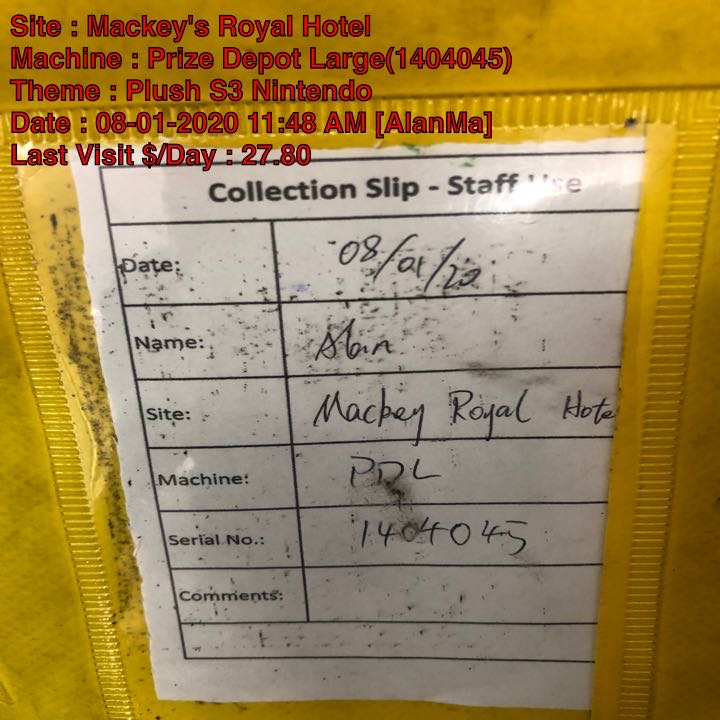 Site : Mackey's Royal Hotel
Machine : Prize Depot Large(1404045)
Theme : Plush S3 Nintendo
Date : 08-01-2020 11:48 AM [AlanMa]
Last Visit $/Day : 27.80
Collection Slip - Staff Use
Date: 08/01/20
Name: Alan
Site: Mackey Royal Hote
Machine: PDL
Serial No.: 1404045
Comments: